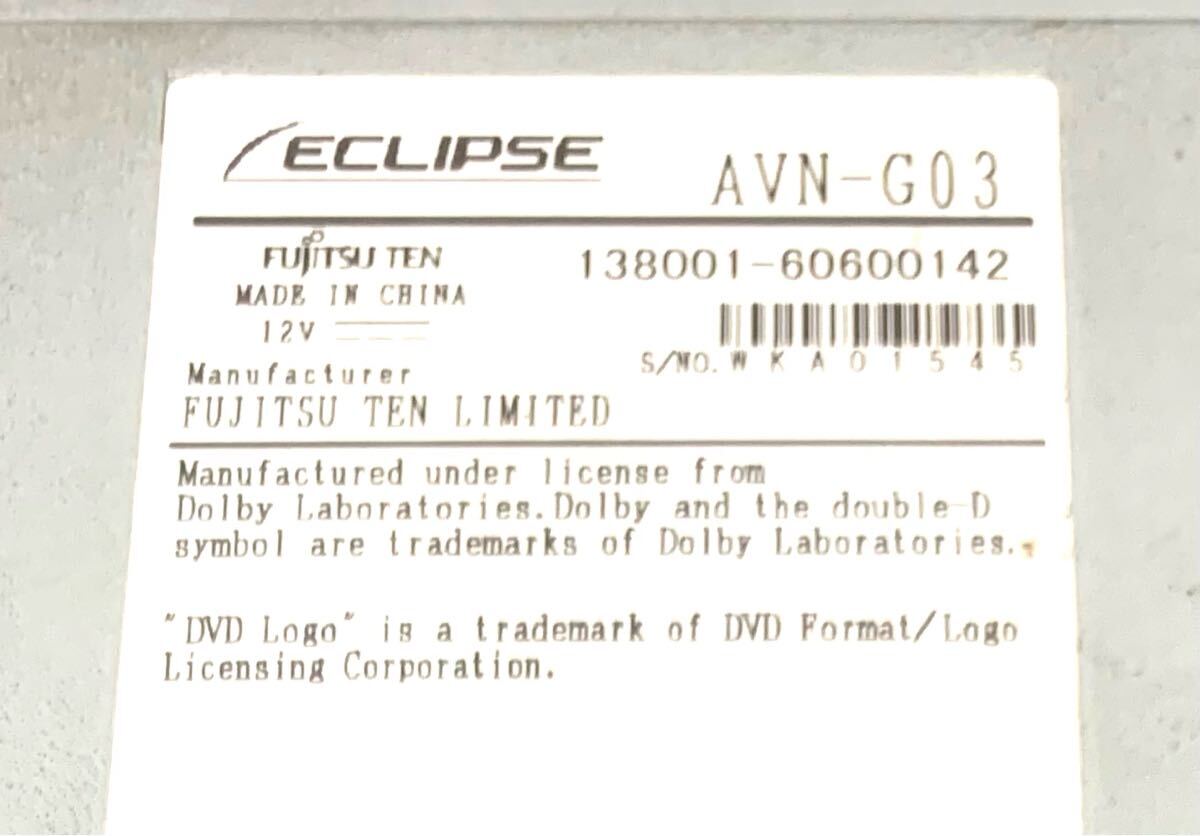 ECLIPSE AVN-G03
FUJITSU TEN 138001-60600142
MADE IN CHINA
12V
S/NO. WKA01545
Manufacturer
FUJITSU TEN LIMITED
Manufactured under license from
Dolby Laboratories.Dolby and the double-D
symbol are trademarks of Dolby Laboratories.
"DVD Logo" is a trademark of DVD Format/Logo
Licensing Corporation.